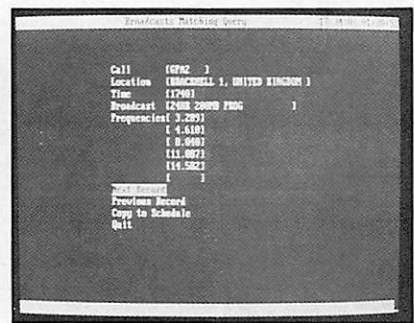 Broadcasts Matching Query
Call [GFA2 ]
Location [BRACKNELL 1, UNITED KINGDOM ]
Time [1740]
Broadcast [24HR 200MB PROG ]
Frequencies[ 3.289]
[ 4.610]
[ 8.040]
[11.087]
[14.582]
[ ]
Next Record
Previous Record
Copy to Schedule
Quit